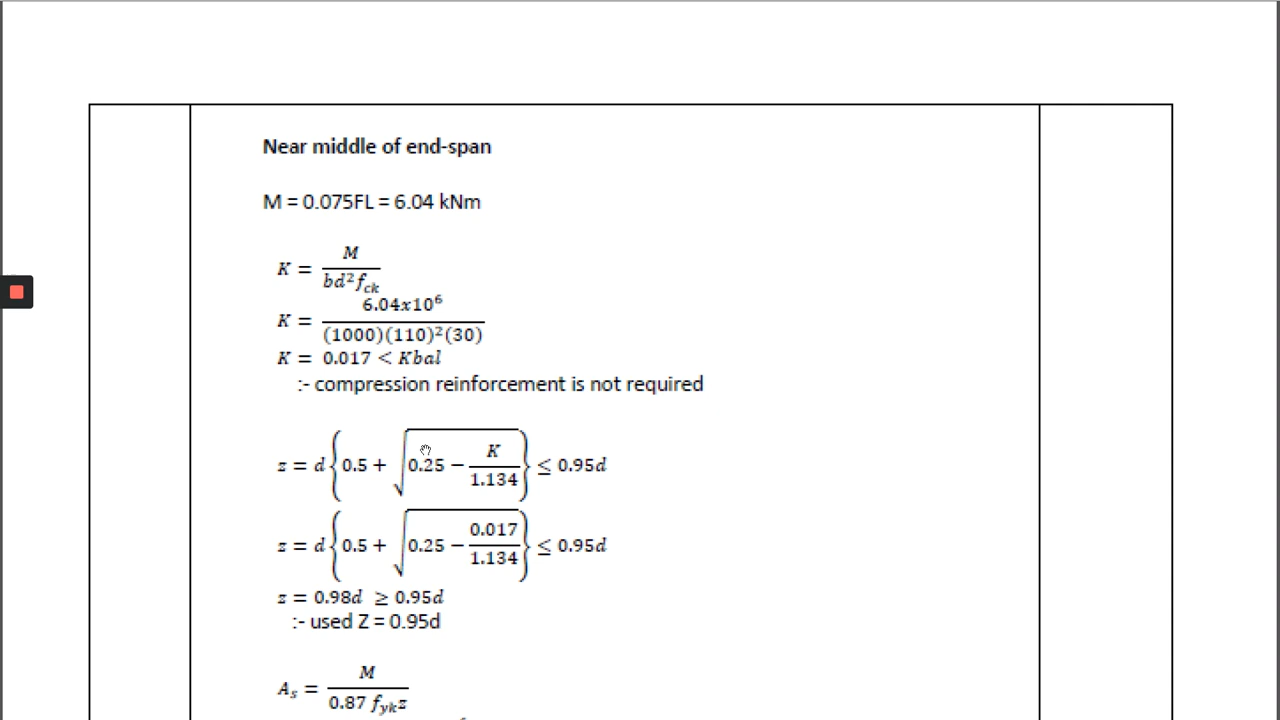 Near middle of end-span
M = 0.075FL = 6.04 kNm
K = M / bd²f_ck
K = 6.04x10⁶ / (1000)(110)²(30)
K = 0.017 < Kbal
:- compression reinforcement is not required
z = d{0.5 + √(0.25 − K/1.134)} ≤ 0.95d
z = d{0.5 + √(0.25 − 0.017/1.134)} ≤ 0.95d
z = 0.98d ≥ 0.95d
:- used Z = 0.95d
A_s = M / 0.87 f_yk z